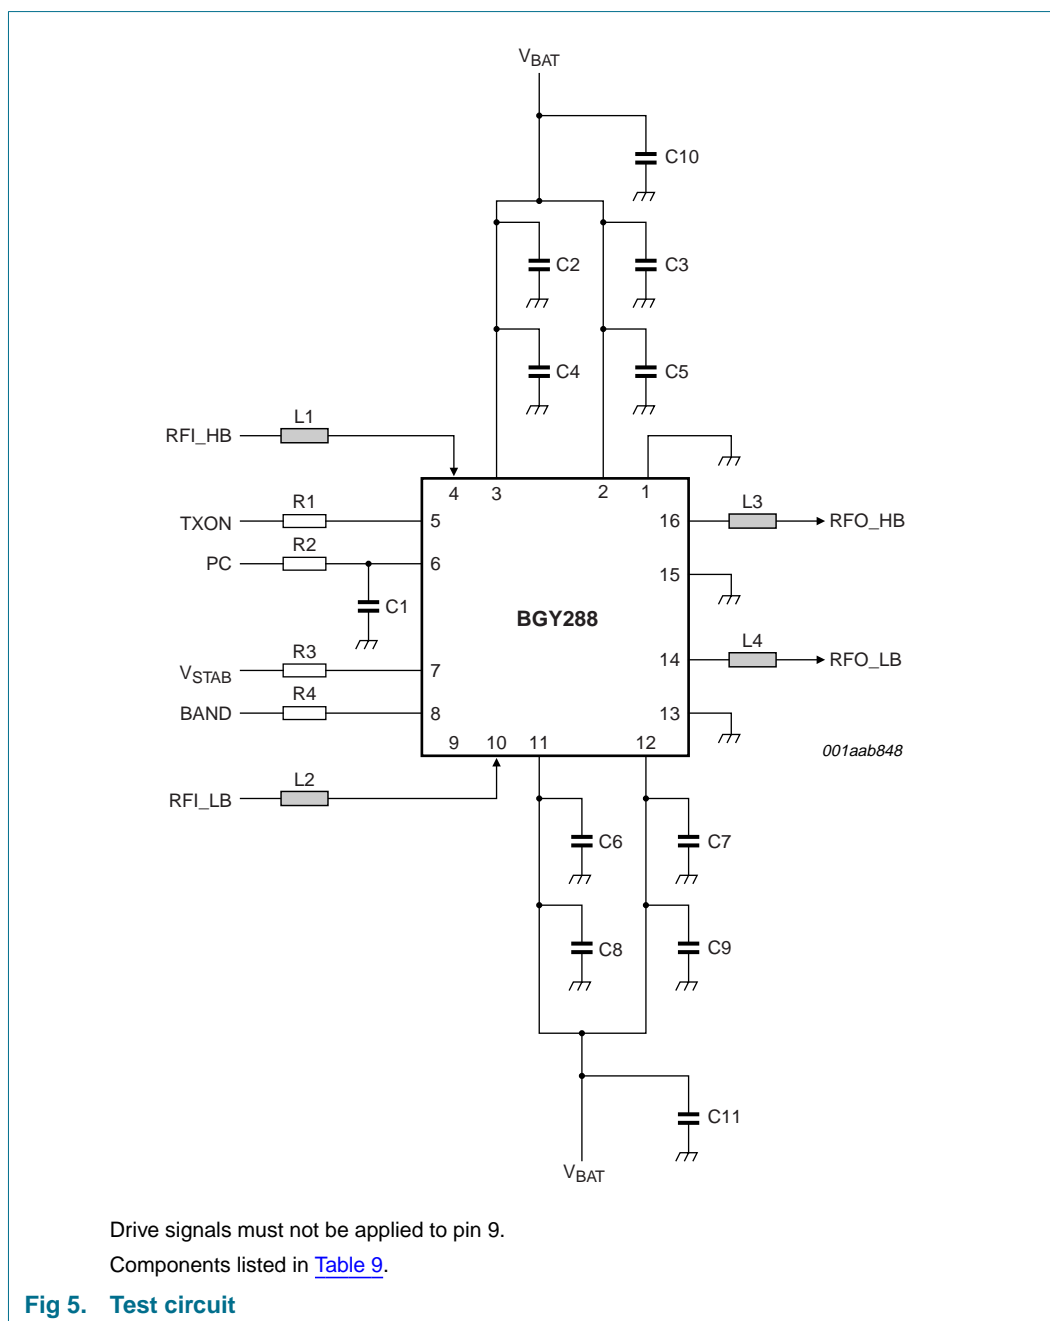 VBAT
C10
C2
C3
C4
C5
L1
RFI_HB
4
3
2
1
L3
R1
TXON
5
16
RFO_HB
R2
PC
6
15
C1
BGY288
L4
R3
VSTAB
7
14
RFO_LB
R4
BAND
8
13
9
10
11
12
001aab848
L2
RFI_LB
C6
C7
C8
C9
C11
VBAT
Drive signals must not be applied to pin 9.
Components listed in Table 9.
Fig 5. Test circuit